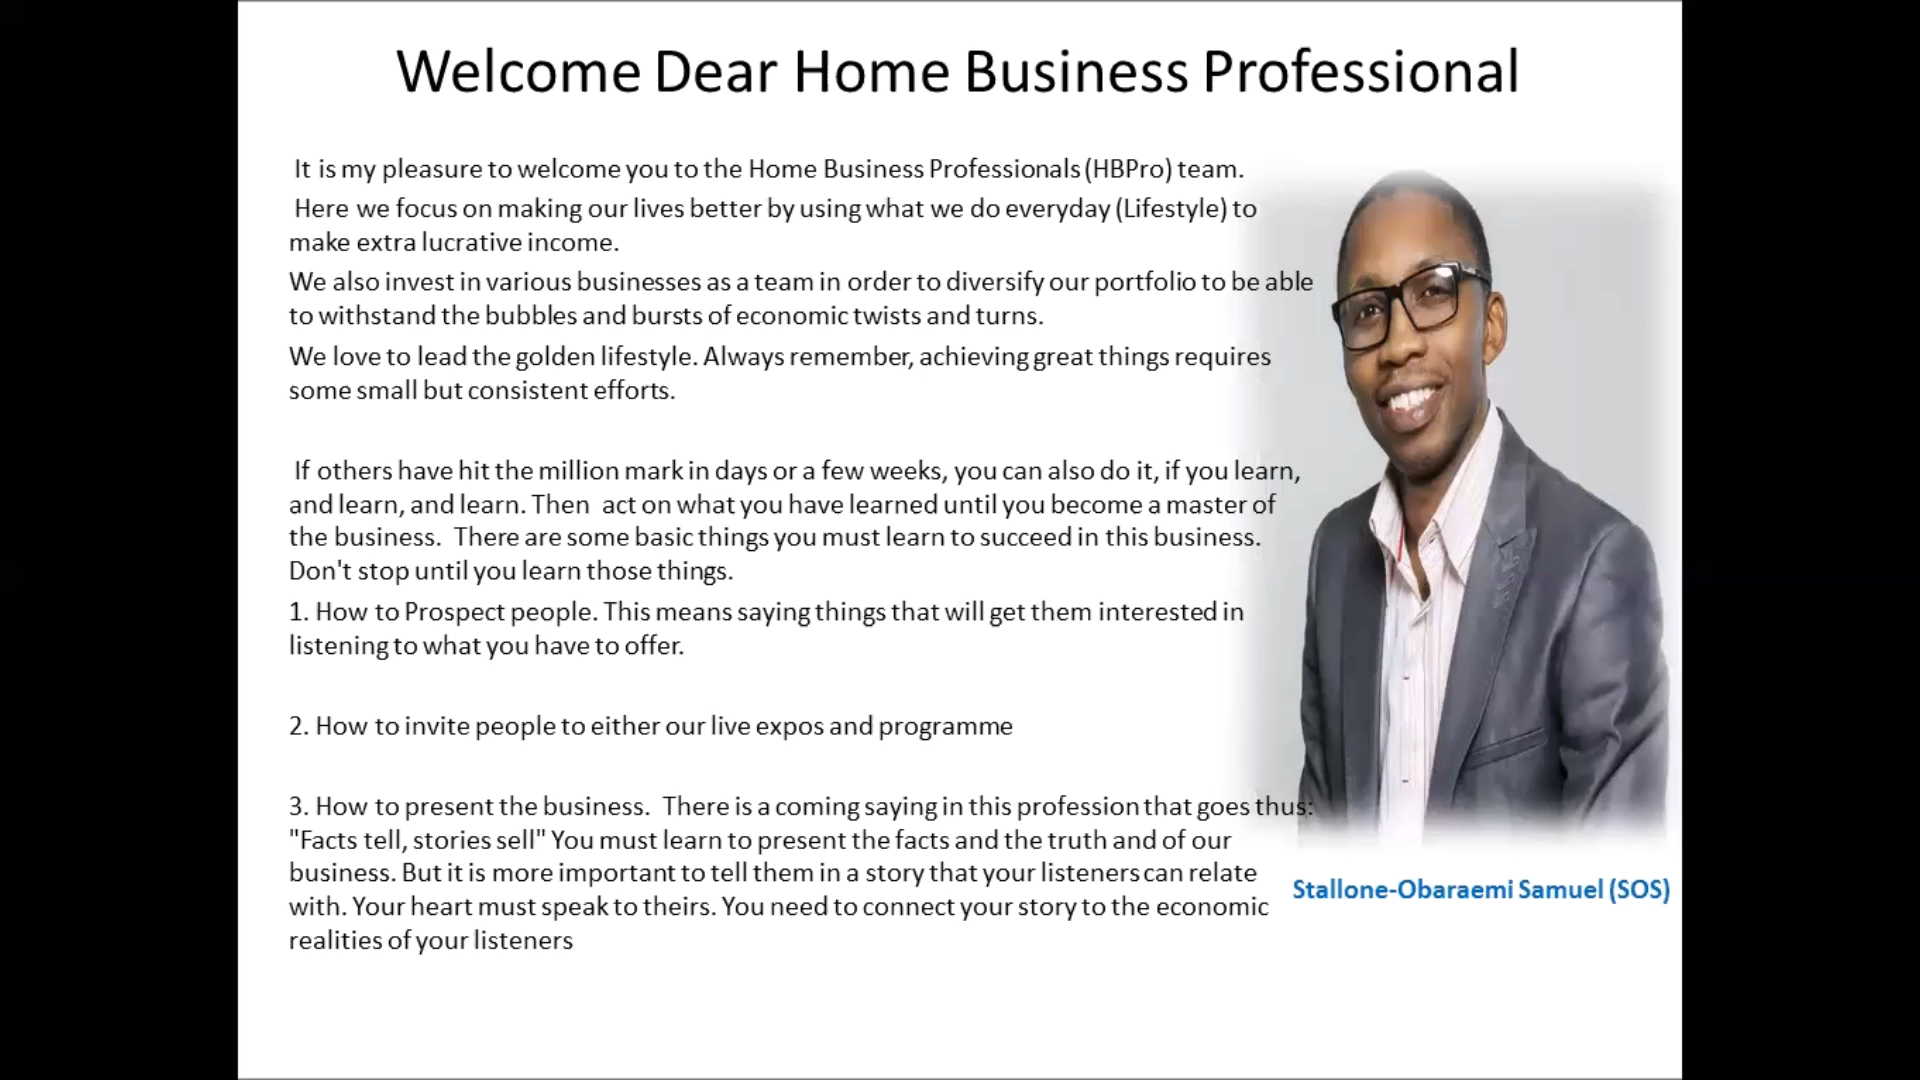 Welcome Dear Home Business Professional
It is my pleasure to welcome you to the Home Business Professionals (HBPro) team.
Here we focus on making our lives better by using what we do everyday (Lifestyle) to
make extra lucrative income.
We also invest in various businesses as a team in order to diversify our portfolio to be able
to withstand the bubbles and bursts of economic twists and turns.
We love to lead the golden lifestyle. Always remember, achieving great things requires
some small but consistent efforts.
If others have hit the million mark in days or a few weeks, you can also do it, if you learn,
and learn, and learn. Then  act on what you have learned until you become a master of
the business.  There are some basic things you must learn to succeed in this business.
Don't stop until you learn those things.
1. How to Prospect people. This means saying things that will get them interested in
listening to what you have to offer.
2. How to invite people to either our live expos and programme
3. How to present the business.  There is a coming saying in this profession that goes thus:
"Facts tell, stories sell" You must learn to present the facts and the truth and of our
business. But it is more important to tell them in a story that your listeners can relate
with. Your heart must speak to theirs. You need to connect your story to the economic
realities of your listeners
Stallone-Obaraemi Samuel (SOS)